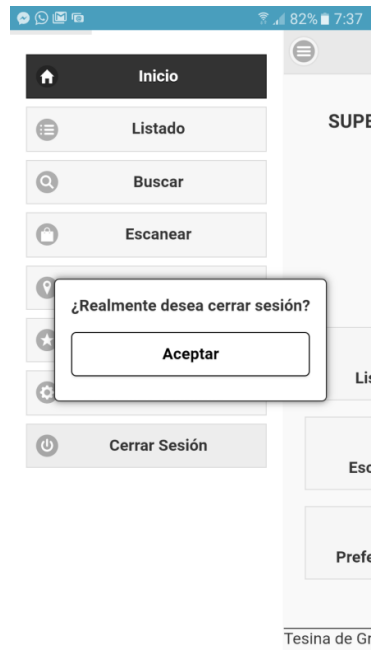 82% 7:37
Inicio
Listado
SUPE
Buscar
Escanear
¿Realmente desea cerrar sesión?
Aceptar
Lis
Cerrar Sesión
Esc
Prefe
Tesina de Gr